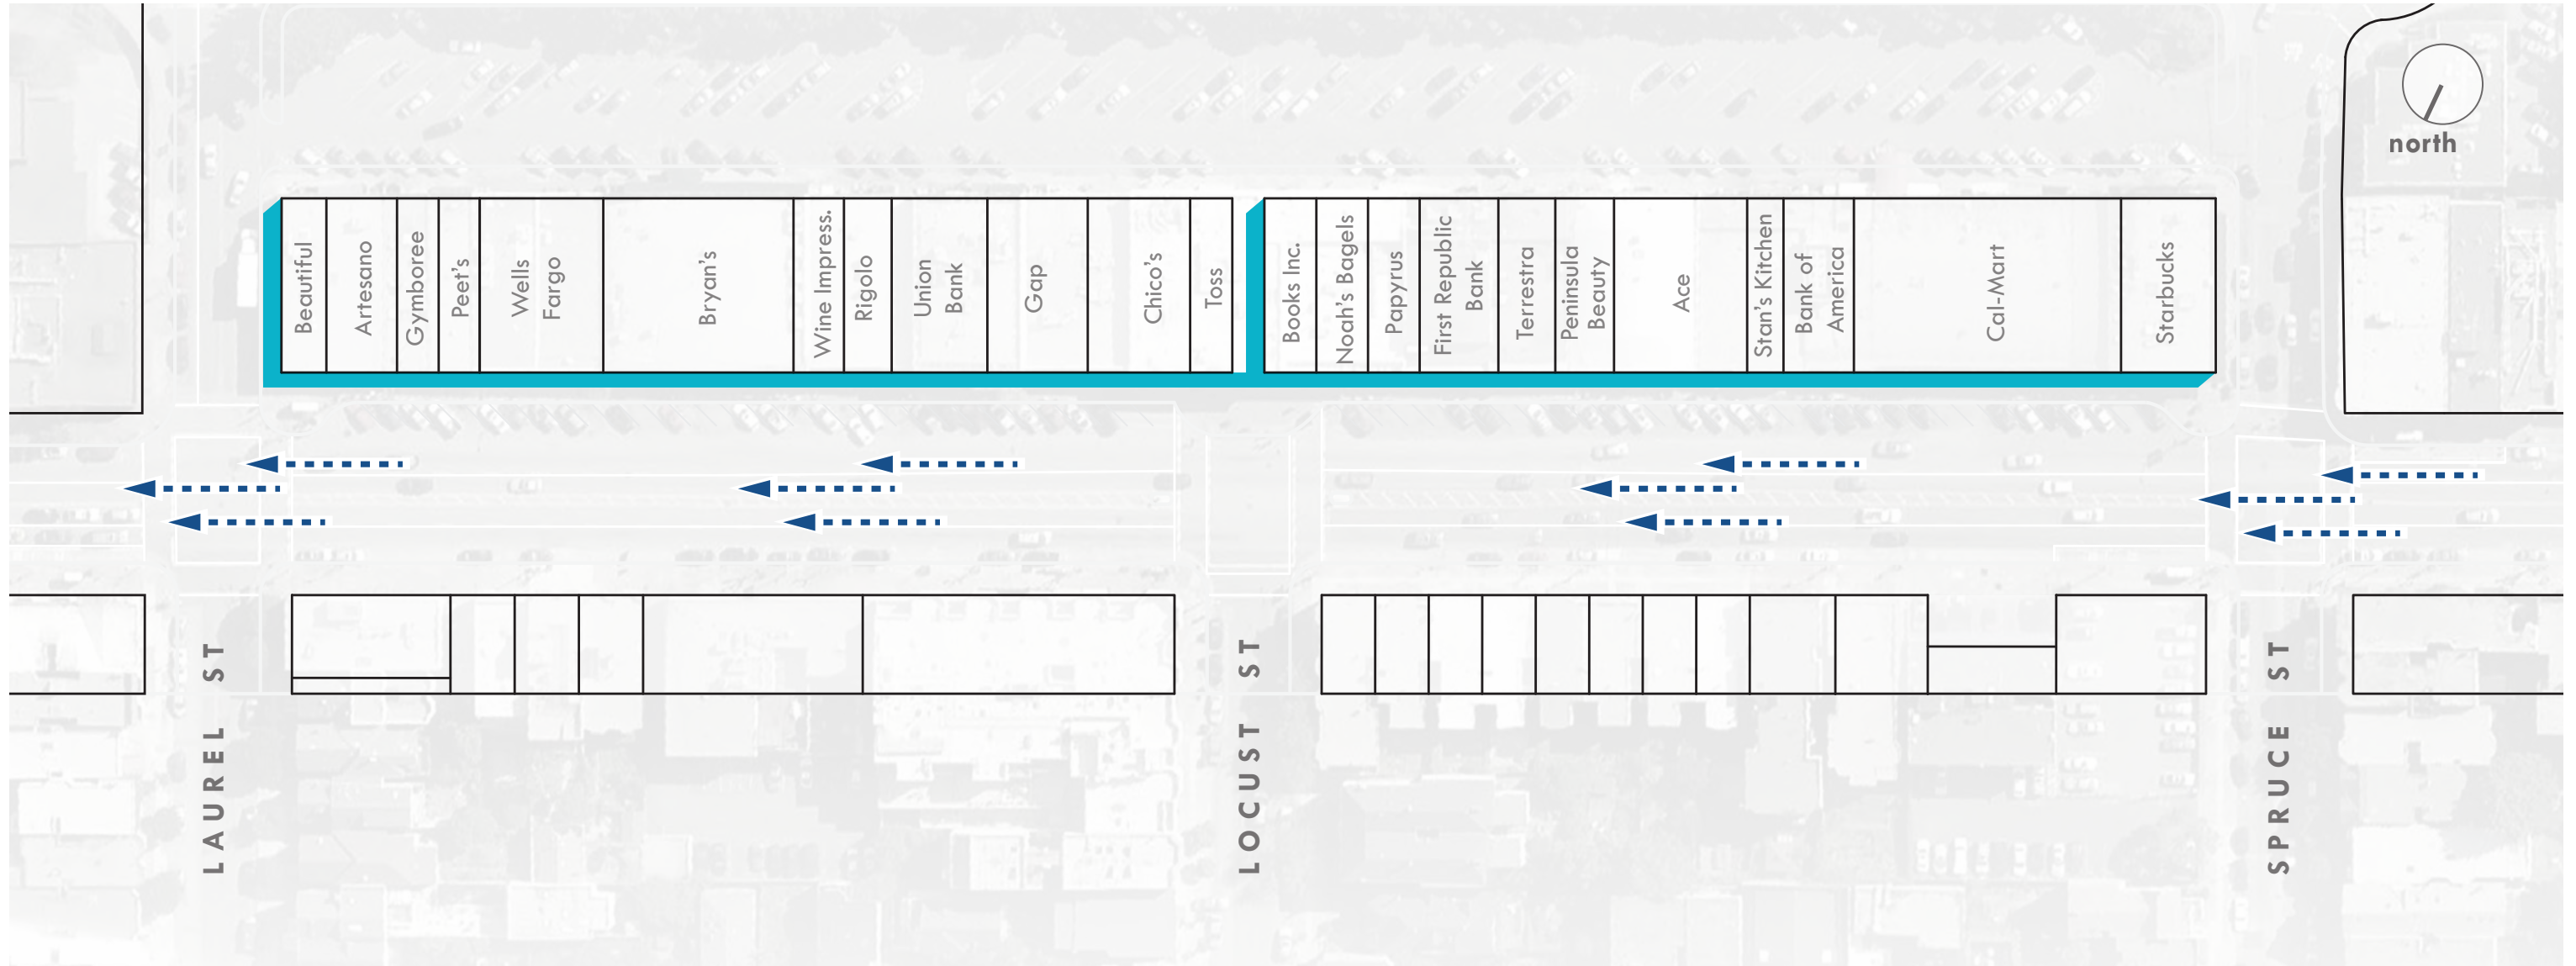 north
Beautiful
Artesano
Gymboree
Peet's
Wells
Fargo
Bryan's
Wine Impress.
Rigolo
Union
Bank
Gap
Chico's
Toss
Books Inc.
Noah's Bagels
Papyrus
First Republic
Bank
Terrestra
Peninsula
Beauty
Ace
Stan's Kitchen
Bank of
America
Cal-Mart
Starbucks
LAUREL ST
LOCUST ST
SPRUCE ST